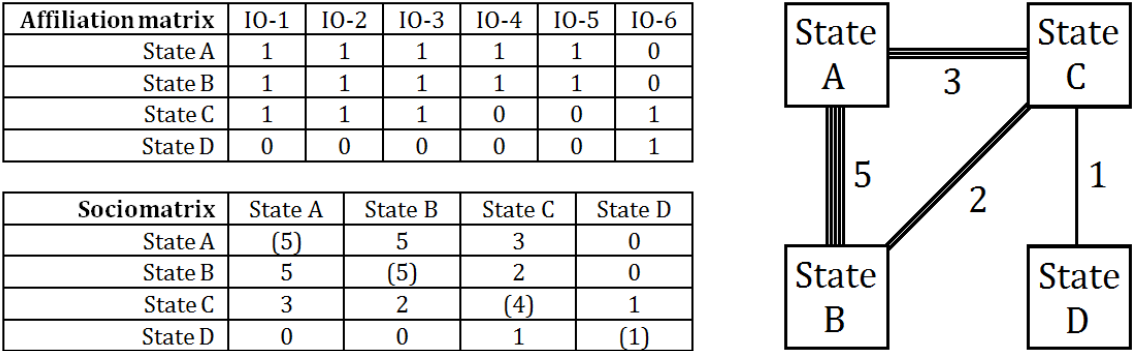 Affiliation matrix IO-1 IO-2 IO-3 IO-4 IO-5 IO-6
State A 1 1 1 1 1 0
State B 1 1 1 1 1 0
State C 1 1 1 0 0 1
State D 0 0 0 0 0 1
Sociomatrix State A State B State C State D
State A (5) 5 3 0
State B 5 (5) 2 0
State C 3 2 (4) 1
State D 0 0 1 (1)
State
A
State
C
3
5
2
1
State
B
State
D